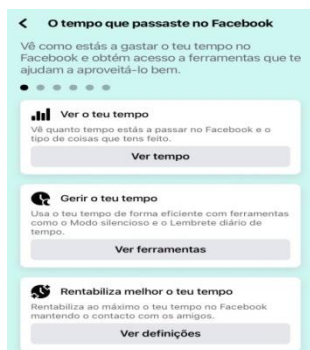 O tempo que passaste no Facebook
Vê como estás a gastar o teu tempo no
Facebook e obtém acesso a ferramentas que te
ajudam a aproveitá-lo bem.
Ver o teu tempo
Vê quanto tempo estás a passar no Facebook e o
tipo de coisas que tens feito.
Ver tempo
Gerir o teu tempo
Usa o teu tempo de forma eficiente com ferramentas
como o Modo silencioso e o Lembrete diário de
tempo.
Ver ferramentas
Rentabiliza melhor o teu tempo
Rentabiliza ao máximo o teu tempo no Facebook
mantendo o contacto com os amigos.
Ver definições